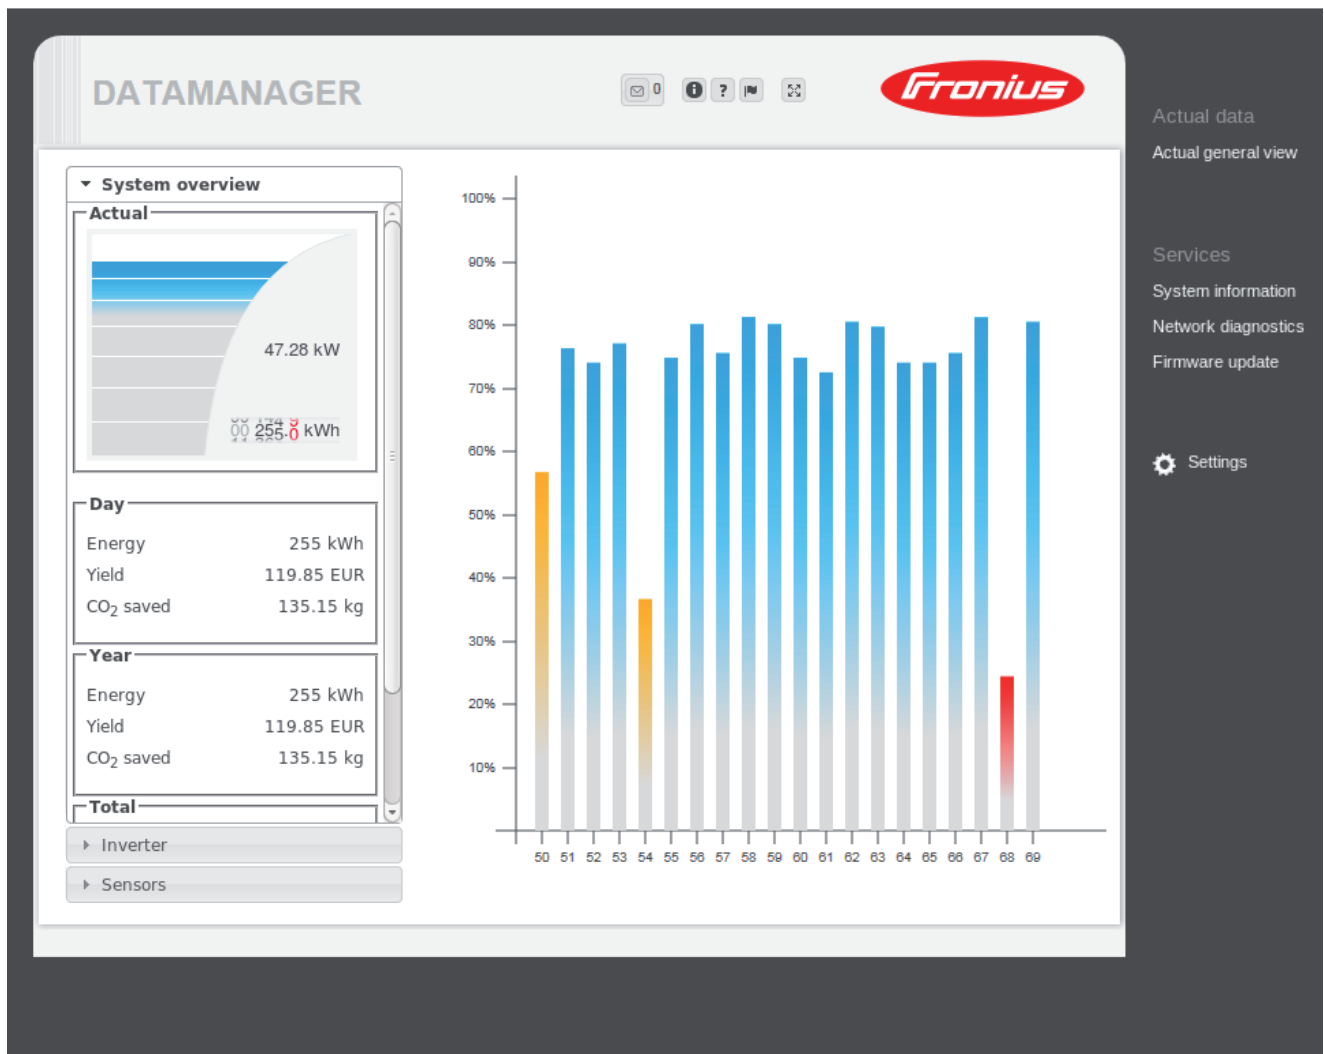 DATAMANAGER
0
i
?
Fronius
Actual data
Actual general view
Services
System information
Network diagnostics
Firmware update
Settings
System overview
Actual
47.28 kW
00 255.0 kWh
Day
Energy 255 kWh
Yield 119.85 EUR
CO2 saved 135.15 kg
Year
Energy 255 kWh
Yield 119.85 EUR
CO2 saved 135.15 kg
Total
Inverter
Sensors
100%
90%
80%
70%
60%
50%
40%
30%
20%
10%
50 51 52 53 54 55 56 57 58 59 60 61 62 63 64 65 66 67 68 69